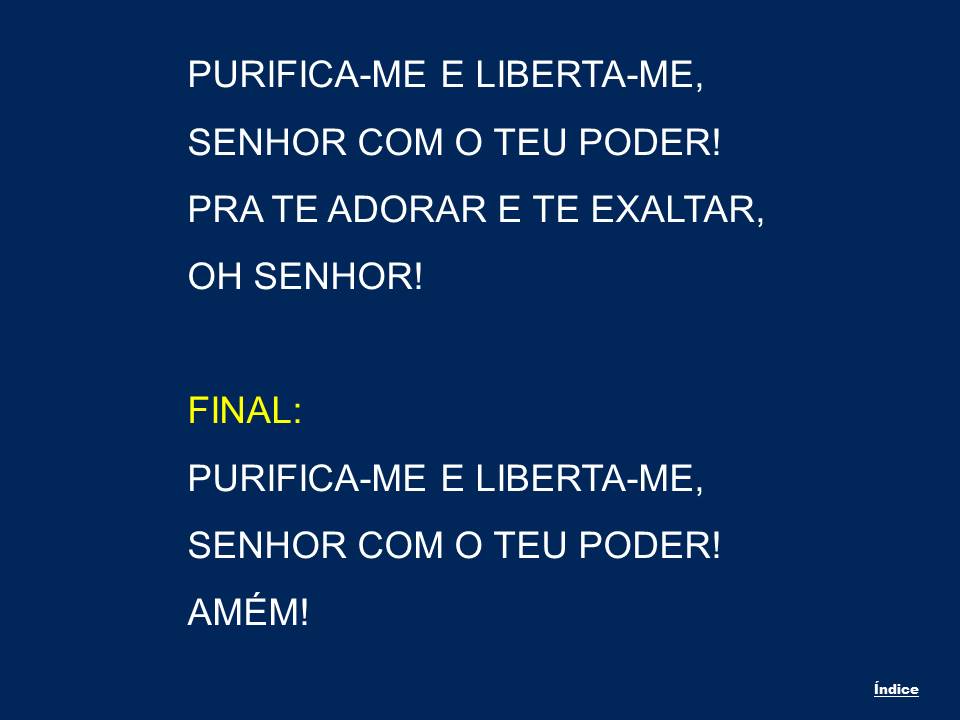 PURIFICA-ME E LIBERTA-ME,
SENHOR COM O TEU PODER!
PRA TE ADORAR E TE EXALTAR,
OH SENHOR!
FINAL:
PURIFICA-ME E LIBERTA-ME,
SENHOR COM O TEU PODER!
AMÉM!
Índice